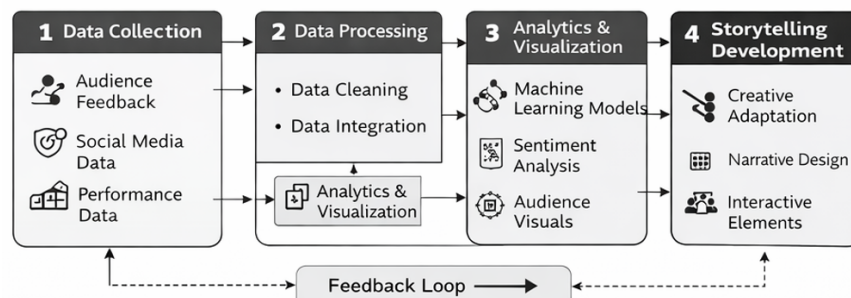 1 Data Collection
Audience
Feedback
Social Media
Data
Performance
Data
2 Data Processing
• Data Cleaning
• Data Integration
Analytics &
Visualization
3 Analytics &
Visualization
Machine
Learning Models
Sentiment
Analysis
Audience
Visuals
4 Storytelling
Development
Creative
Adaptation
Narrative Design
Interactive
Elements
Feedback Loop